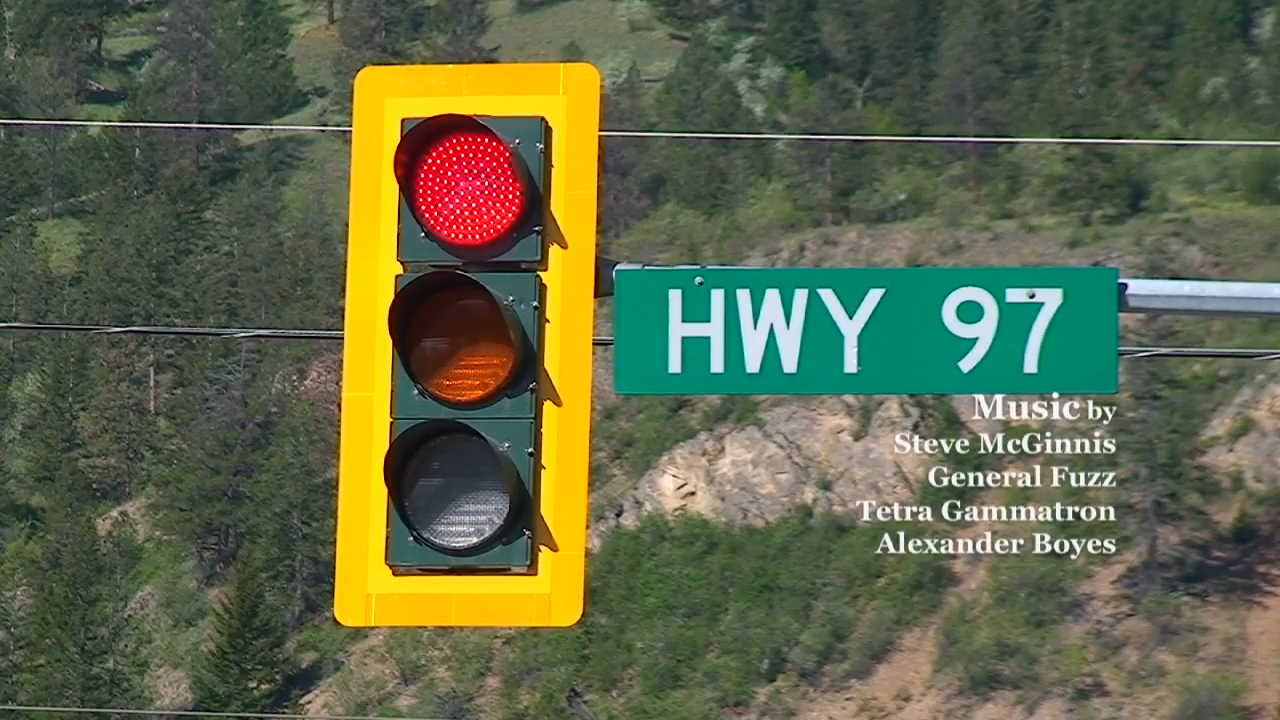 HWY 97
Music by
Steve McGinnis
General Fuzz
Tetra Gammatron
Alexander Boyes